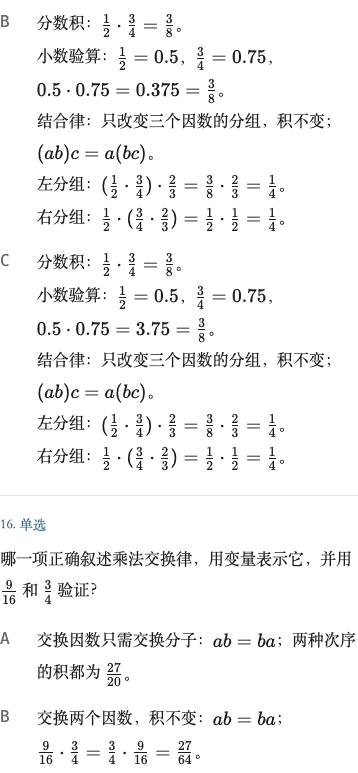 B 分数积：$\frac{1}{2} \cdot \frac{3}{4} = \frac{3}{8}$。
小数验算：$\frac{1}{2} = 0.5$，$\frac{3}{4} = 0.75$，
$0.5 \cdot 0.75 = 0.375 = \frac{3}{8}$。
结合律：只改变三个因数的分组，积不变；
$(ab)c = a(bc)$。
左分组：$(\frac{1}{2} \cdot \frac{3}{4}) \cdot \frac{2}{3} = \frac{3}{8} \cdot \frac{2}{3} = \frac{1}{4}$。
右分组：$\frac{1}{2} \cdot (\frac{3}{4} \cdot \frac{2}{3}) = \frac{1}{2} \cdot \frac{1}{2} = \frac{1}{4}$。
C 分数积：$\frac{1}{2} \cdot \frac{3}{4} = \frac{3}{8}$。
小数验算：$\frac{1}{2} = 0.5$，$\frac{3}{4} = 0.75$，
$0.5 \cdot 0.75 = 3.75 = \frac{3}{8}$。
结合律：只改变三个因数的分组，积不变；
$(ab)c = a(bc)$。
左分组：$(\frac{1}{2} \cdot \frac{3}{4}) \cdot \frac{2}{3} = \frac{3}{8} \cdot \frac{2}{3} = \frac{1}{4}$。
右分组：$\frac{1}{2} \cdot (\frac{3}{4} \cdot \frac{2}{3}) = \frac{1}{2} \cdot \frac{1}{2} = \frac{1}{4}$。
16. 单选
哪一项正确叙述乘法交换律，用变量表示它，并用
$\frac{9}{16}$ 和 $\frac{3}{4}$ 验证？
A 交换因数只需交换分子：$ab = ba$；两种次序
的积都为 $\frac{27}{20}$。
B 交换两个因数，积不变：$ab = ba$；
$\frac{9}{16} \cdot \frac{3}{4} = \frac{3}{4} \cdot \frac{9}{16} = \frac{27}{64}$。